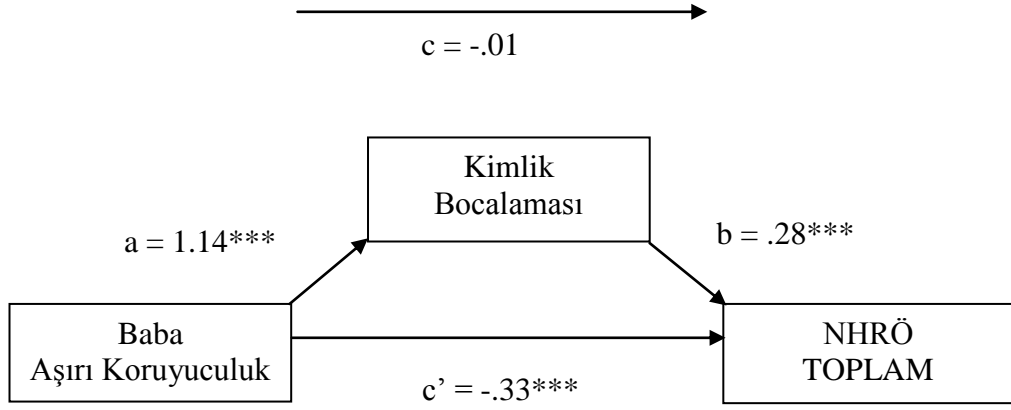 c = -.01
Kimlik
Bocalaması
a = 1.14***
b = .28***
Baba
Aşırı Koruyuculuk
NHRÖ
TOPLAM
c’ = -.33***